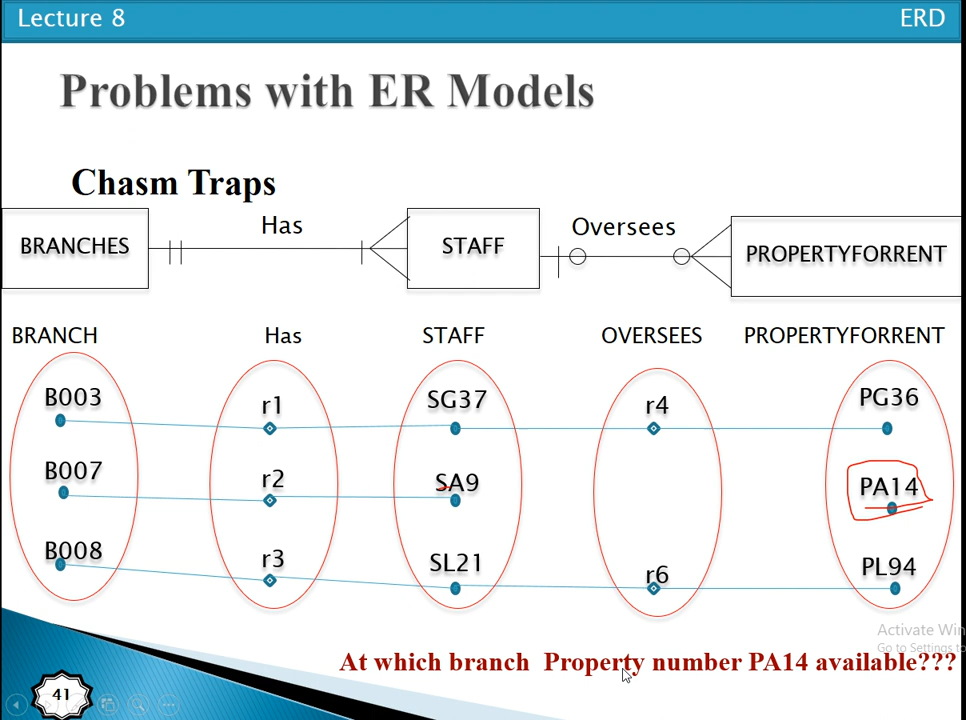 Lecture 8 ERD
Problems with ER Models
Chasm Traps
Has Oversees
BRANCHES STAFF PROPERTYFORRENT
BRANCH Has STAFF OVERSEES PROPERTYFORRENT
B003 r1 SG37 r4 PG36
B007 r2 SA9 PA14
B008 r3 SL21 r6 PL94
Activate Win
Go to Settings to
At which branch Property number PA14 available???
41